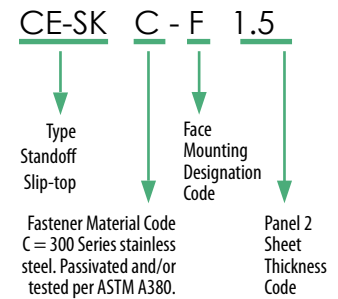 CE-SK C - F 1.5
Type
Standoff
Slip-top
Face
Mounting
Designation
Code
Fastener Material Code
C = 300 Series stainless
steel. Passivated and/or
tested per ASTM A380.
Panel 2
Sheet
Thickness
Code